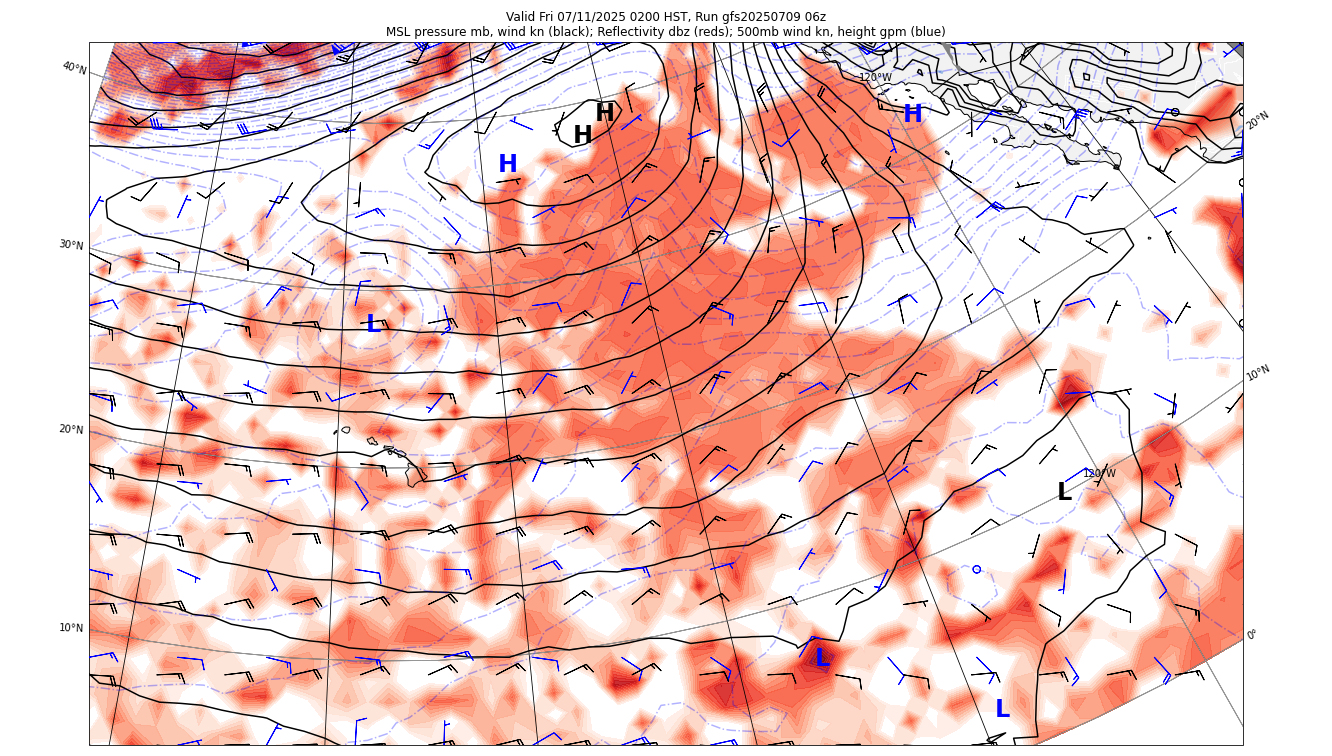 Valid Fri 07/11/2025 0200 HST, Run gfs20250709 06z
MSL pressure mb, wind kn (black); Reflectivity dbz (reds); 500mb wind kn, height gpm (blue)
40°N
120°W
H
H
H
20°N
H
30°N
L
10°N
20°N
120°W
L
10°N
0°
L
L